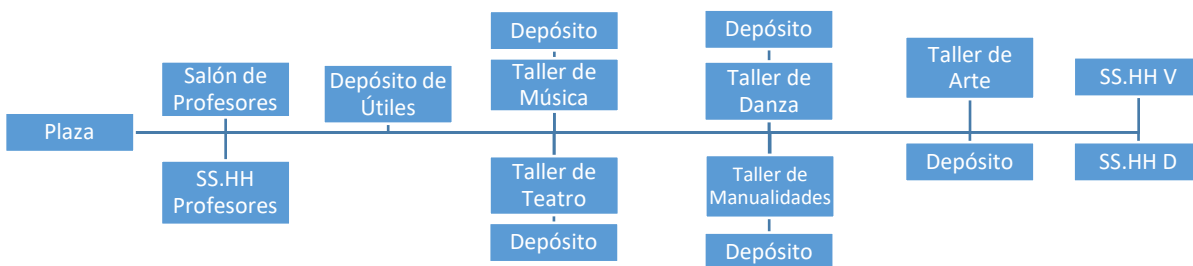 Depósito
Depósito
Salón de
Profesores
Depósito de
Útiles
Taller de
Música
Taller de
Danza
Taller de
Arte
SS.HH V
Plaza
SS.HH
Profesores
Taller de
Teatro
Taller de
Manualidades
Depósito
SS.HH D
Depósito
Depósito